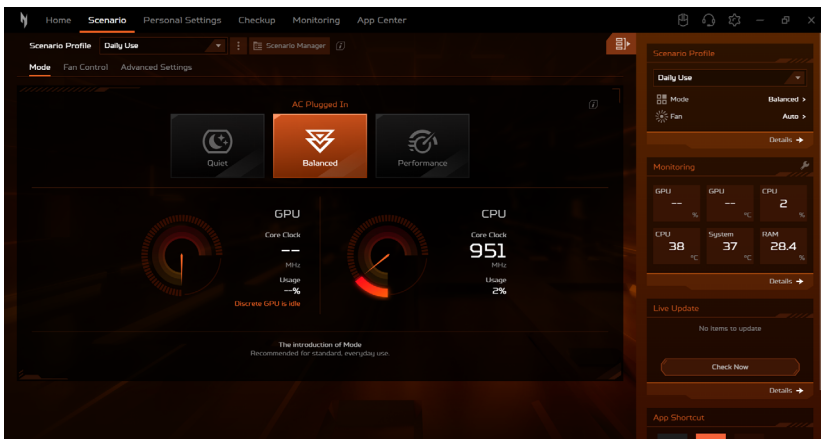 Home Scenario Personal Settings Checkup Monitoring App Center
Scenario Profile Daily Use Scenario Manager
Mode Fan Control Advanced Settings
AC Plugged In
Quiet Balanced Performance
GPU
Core Clock
--
MHz
Usage
--%
Discrete GPU is idle
CPU
Core Clock
951
MHz
Usage
2%
The introduction of Mode
Recommended for standard, everyday use.
Scenario Profile
Daily Use
Mode Balanced >
Fan Auto >
Details →
Monitoring
GPU GPU CPU
-- -- 2
% °C %
CPU System RAM
38 37 28.4
°C °C %
Details →
Live Update
No items to update
Check Now
Details →
App Shortcut